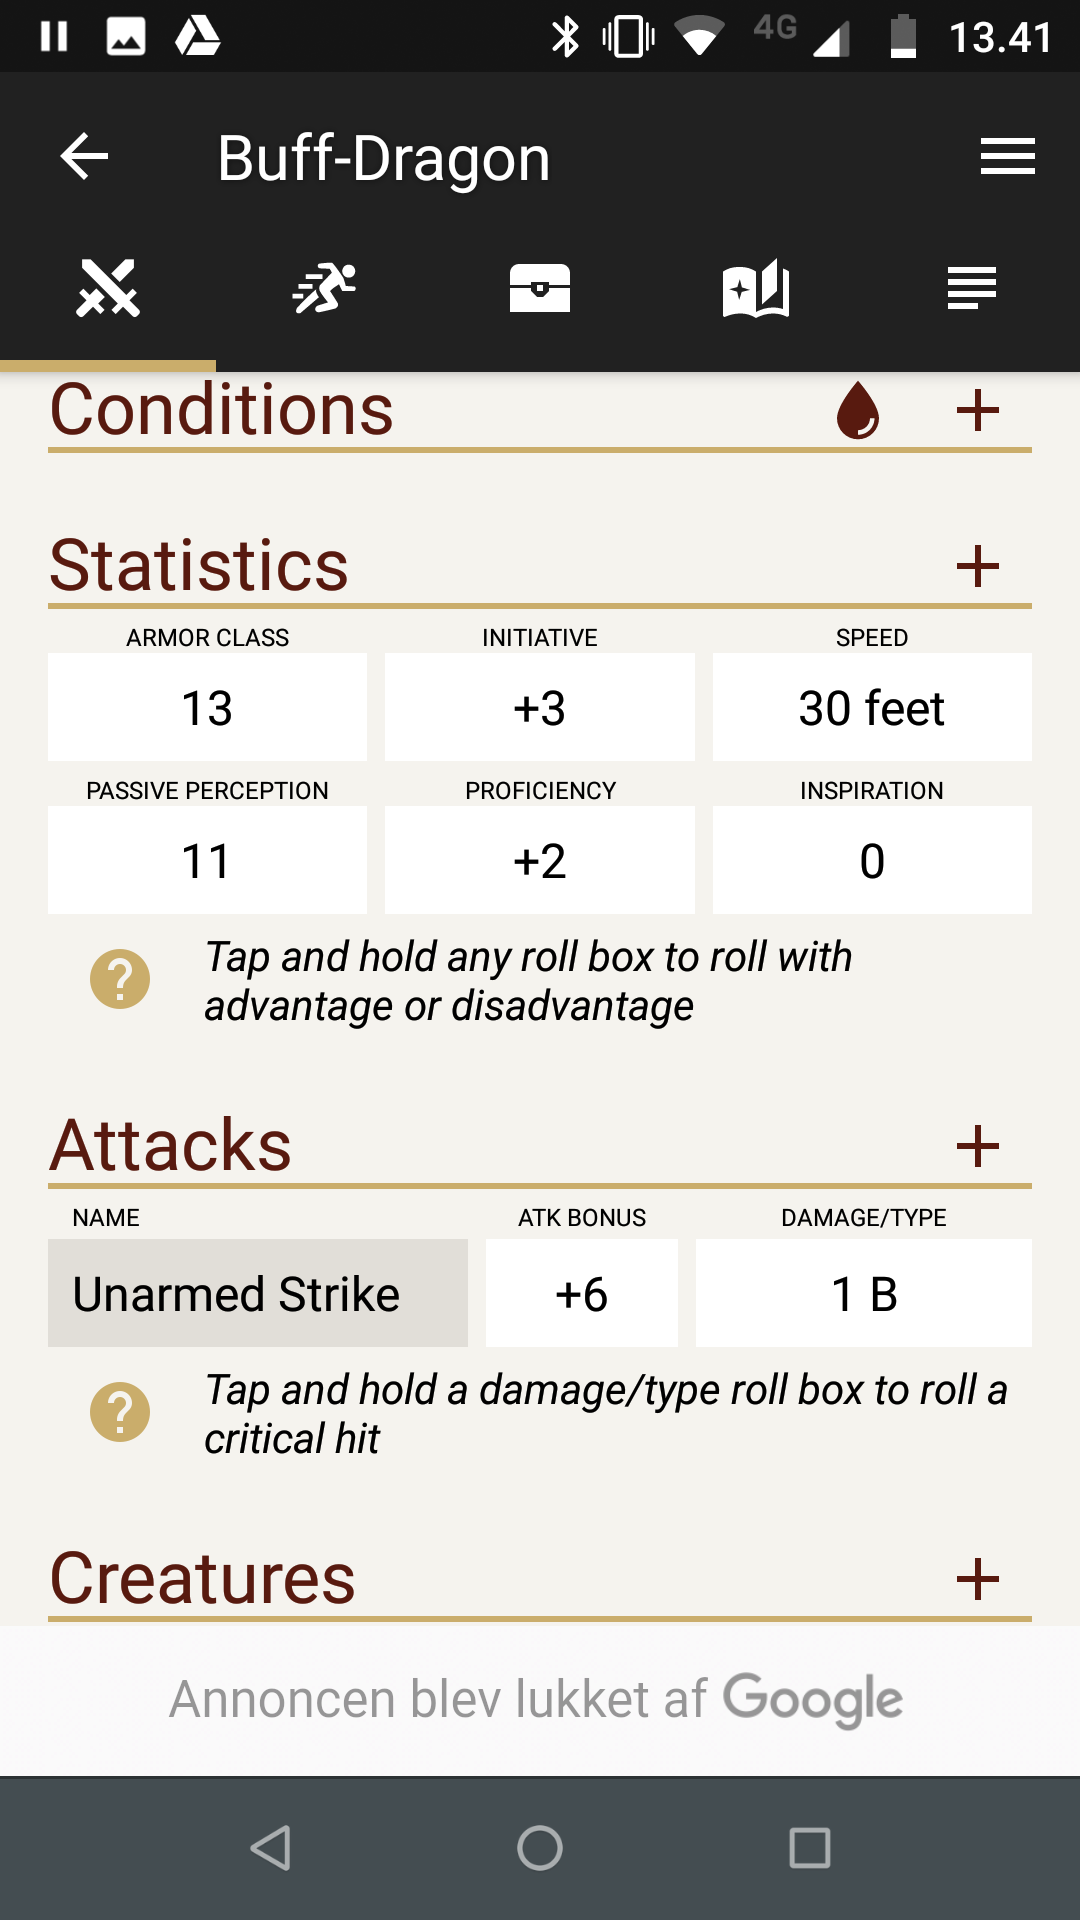 4G 13.41
Buff-Dragon
Conditions
Statistics
ARMOR CLASS INITIATIVE SPEED
13 +3 30 feet
PASSIVE PERCEPTION PROFICIENCY INSPIRATION
11 +2 0
? Tap and hold any roll box to roll with
advantage or disadvantage
Attacks
NAME ATK BONUS DAMAGE/TYPE
Unarmed Strike +6 1 B
? Tap and hold a damage/type roll box to roll a
critical hit
Creatures
Annoncen blev lukket af Google